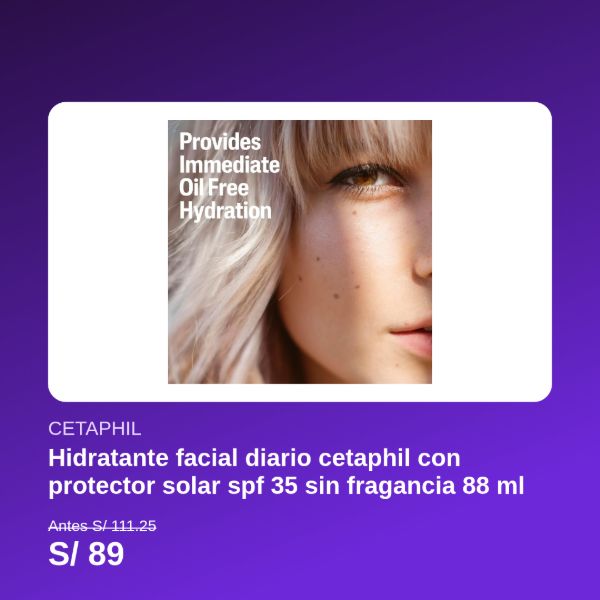 Provides
Immediate
Oil Free
Hydration
CETAPHIL
Hidratante facial diario cetaphil con
protector solar spf 35 sin fragancia 88 ml
Antes S/ 111.25
S/ 89